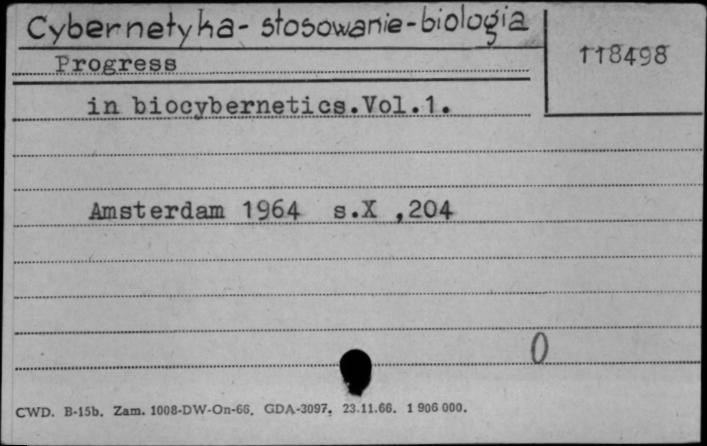 Cybernetyka - stosowanie - biologia
118498
Progress
in biocybernetics.Vol.1.
Amsterdam 1964 s.X ,204
0
CWD. B-15b. Zam. 1008-DW-On-66. GDA-3097. 23.11.66. 1 906 000.